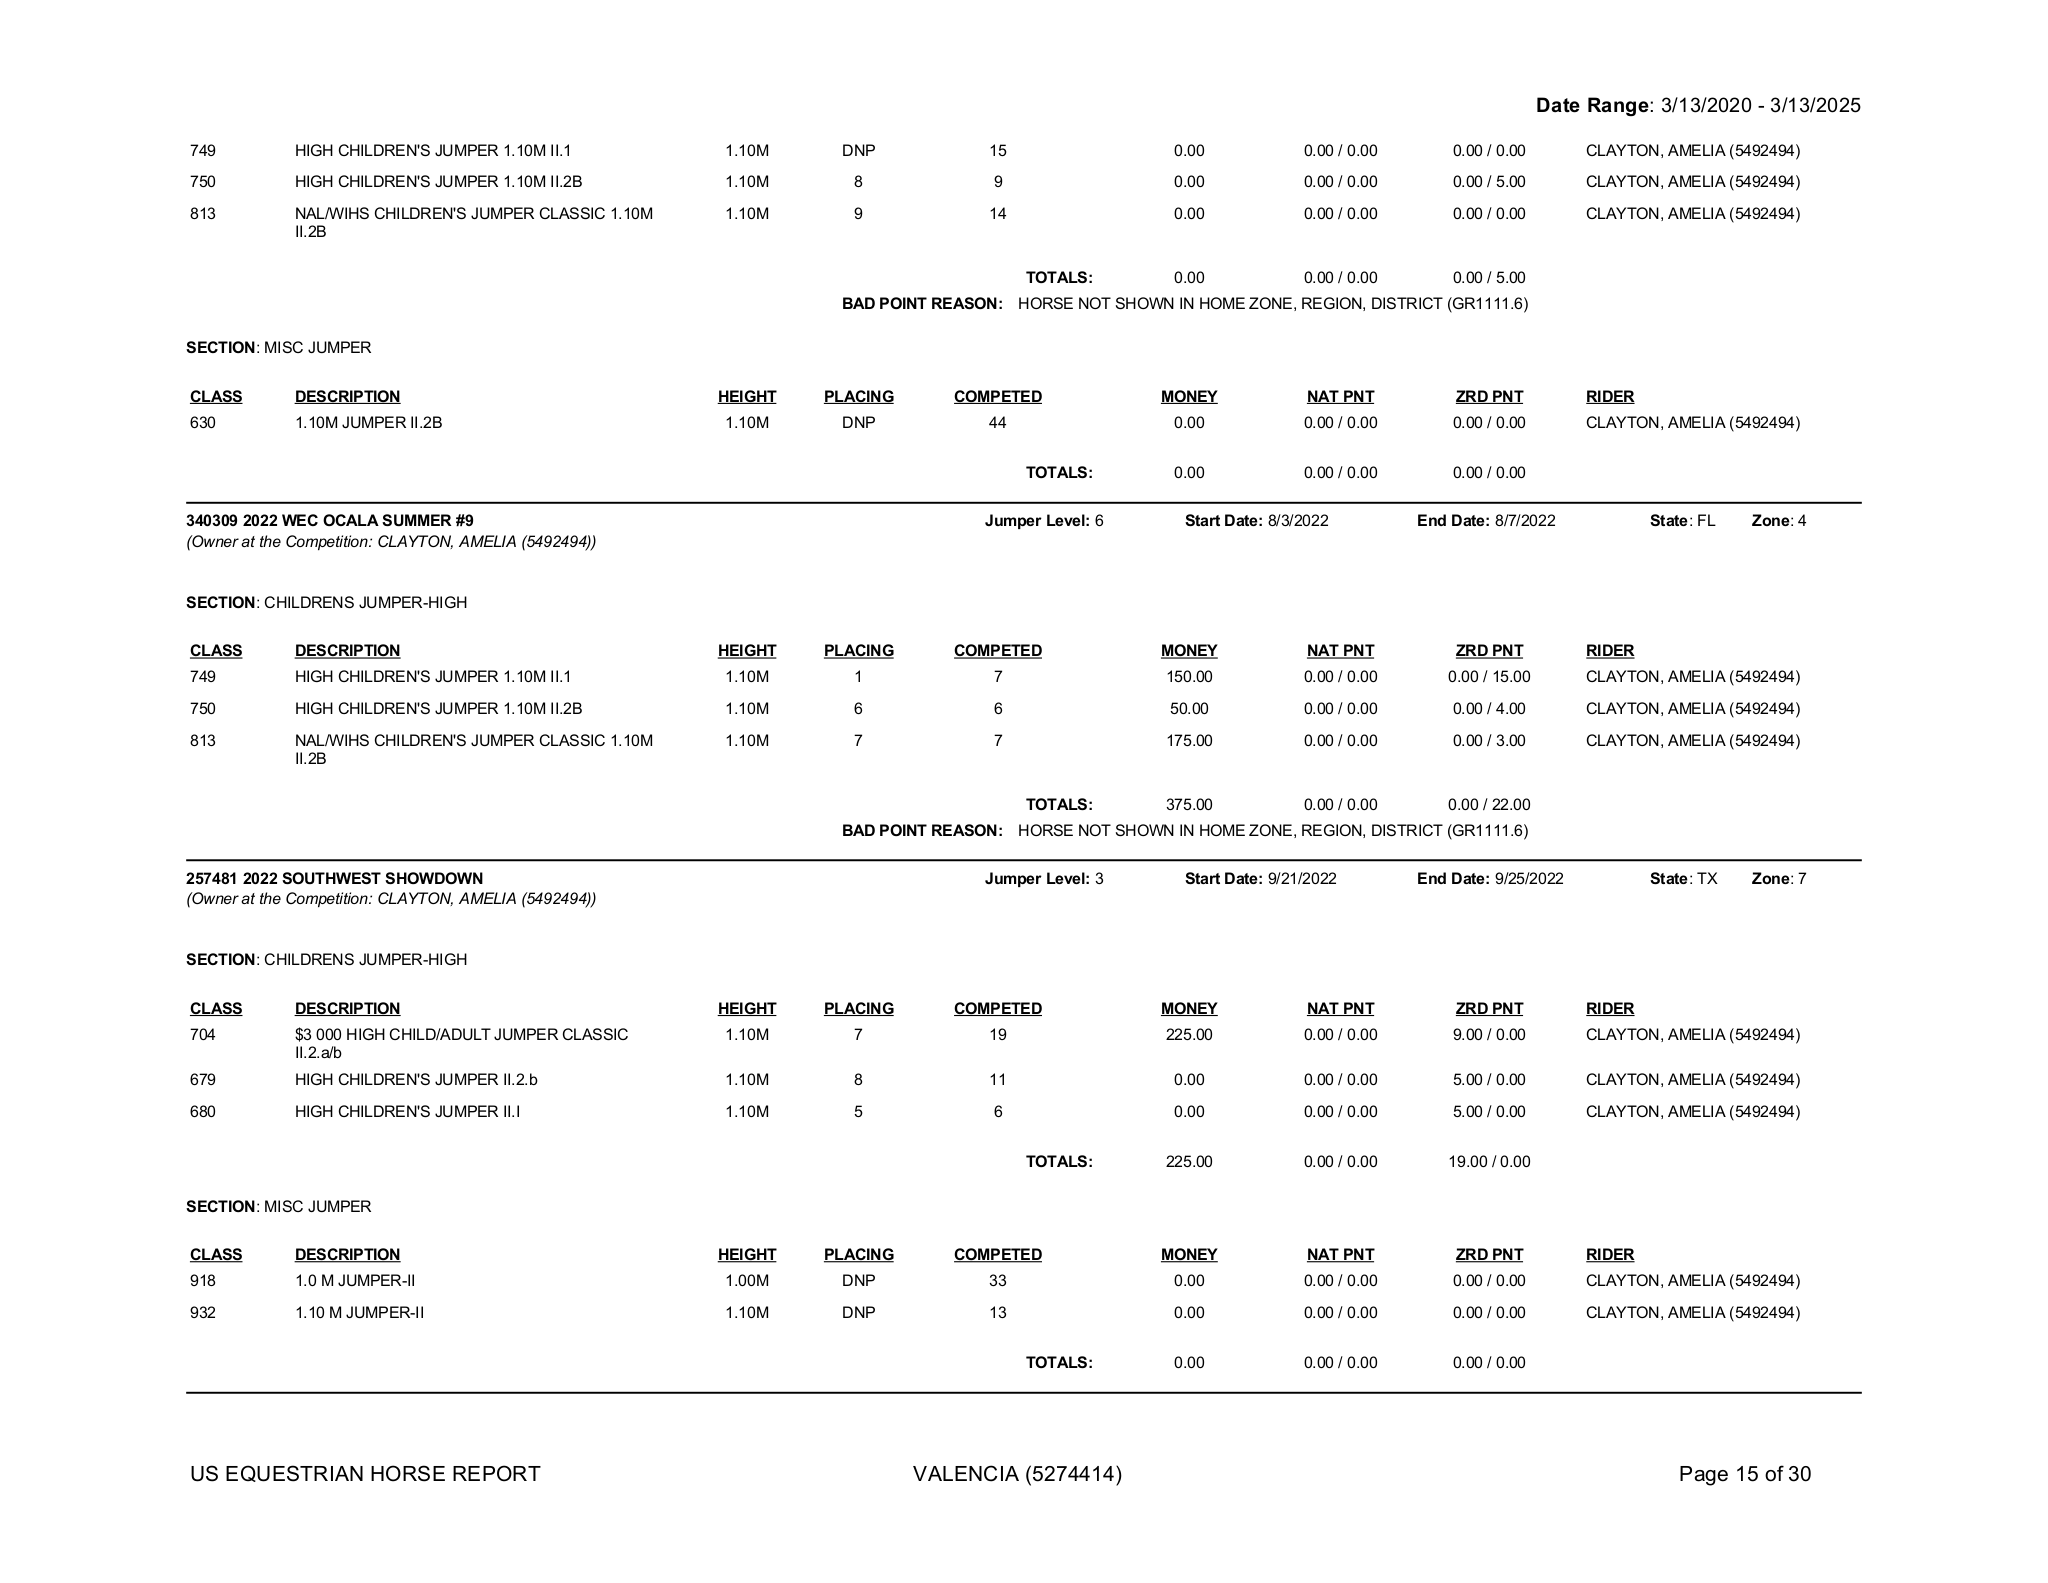 Date Range: 3/13/2020 - 3/13/2025
749 HIGH CHILDREN'S JUMPER 1.10M II.1 1.10M DNP 15 0.00 0.00 / 0.00 0.00 / 0.00 CLAYTON, AMELIA (5492494)
750 HIGH CHILDREN'S JUMPER 1.10M II.2B 1.10M 8 9 0.00 0.00 / 0.00 0.00 / 5.00 CLAYTON, AMELIA (5492494)
813 NAL/WIHS CHILDREN'S JUMPER CLASSIC 1.10M 1.10M 9 14 0.00 0.00 / 0.00 0.00 / 0.00 CLAYTON, AMELIA (5492494)
II.2B
TOTALS: 0.00 0.00 / 0.00 0.00 / 5.00
BAD POINT REASON: HORSE NOT SHOWN IN HOME ZONE, REGION, DISTRICT (GR1111.6)
SECTION: MISC JUMPER
CLASS DESCRIPTION HEIGHT PLACING COMPETED MONEY NAT PNT ZRD PNT RIDER
630 1.10M JUMPER II.2B 1.10M DNP 44 0.00 0.00 / 0.00 0.00 / 0.00 CLAYTON, AMELIA (5492494)
TOTALS: 0.00 0.00 / 0.00 0.00 / 0.00
340309 2022 WEC OCALA SUMMER #9 Jumper Level: 6 Start Date: 8/3/2022 End Date: 8/7/2022 State: FL Zone: 4
(Owner at the Competition: CLAYTON, AMELIA (5492494))
SECTION: CHILDRENS JUMPER-HIGH
CLASS DESCRIPTION HEIGHT PLACING COMPETED MONEY NAT PNT ZRD PNT RIDER
749 HIGH CHILDREN'S JUMPER 1.10M II.1 1.10M 1 7 150.00 0.00 / 0.00 0.00 / 15.00 CLAYTON, AMELIA (5492494)
750 HIGH CHILDREN'S JUMPER 1.10M II.2B 1.10M 6 6 50.00 0.00 / 0.00 0.00 / 4.00 CLAYTON, AMELIA (5492494)
813 NAL/WIHS CHILDREN'S JUMPER CLASSIC 1.10M 1.10M 7 7 175.00 0.00 / 0.00 0.00 / 3.00 CLAYTON, AMELIA (5492494)
II.2B
TOTALS: 375.00 0.00 / 0.00 0.00 / 22.00
BAD POINT REASON: HORSE NOT SHOWN IN HOME ZONE, REGION, DISTRICT (GR1111.6)
257481 2022 SOUTHWEST SHOWDOWN Jumper Level: 3 Start Date: 9/21/2022 End Date: 9/25/2022 State: TX Zone: 7
(Owner at the Competition: CLAYTON, AMELIA (5492494))
SECTION: CHILDRENS JUMPER-HIGH
CLASS DESCRIPTION HEIGHT PLACING COMPETED MONEY NAT PNT ZRD PNT RIDER
704 $3 000 HIGH CHILD/ADULT JUMPER CLASSIC 1.10M 7 19 225.00 0.00 / 0.00 9.00 / 0.00 CLAYTON, AMELIA (5492494)
II.2.a/b
679 HIGH CHILDREN'S JUMPER II.2.b 1.10M 8 11 0.00 0.00 / 0.00 5.00 / 0.00 CLAYTON, AMELIA (5492494)
680 HIGH CHILDREN'S JUMPER II.I 1.10M 5 6 0.00 0.00 / 0.00 5.00 / 0.00 CLAYTON, AMELIA (5492494)
TOTALS: 225.00 0.00 / 0.00 19.00 / 0.00
SECTION: MISC JUMPER
CLASS DESCRIPTION HEIGHT PLACING COMPETED MONEY NAT PNT ZRD PNT RIDER
918 1.0 M JUMPER-II 1.00M DNP 33 0.00 0.00 / 0.00 0.00 / 0.00 CLAYTON, AMELIA (5492494)
932 1.10 M JUMPER-II 1.10M DNP 13 0.00 0.00 / 0.00 0.00 / 0.00 CLAYTON, AMELIA (5492494)
TOTALS: 0.00 0.00 / 0.00 0.00 / 0.00
US EQUESTRIAN HORSE REPORT VALENCIA (5274414) Page 15 of 30